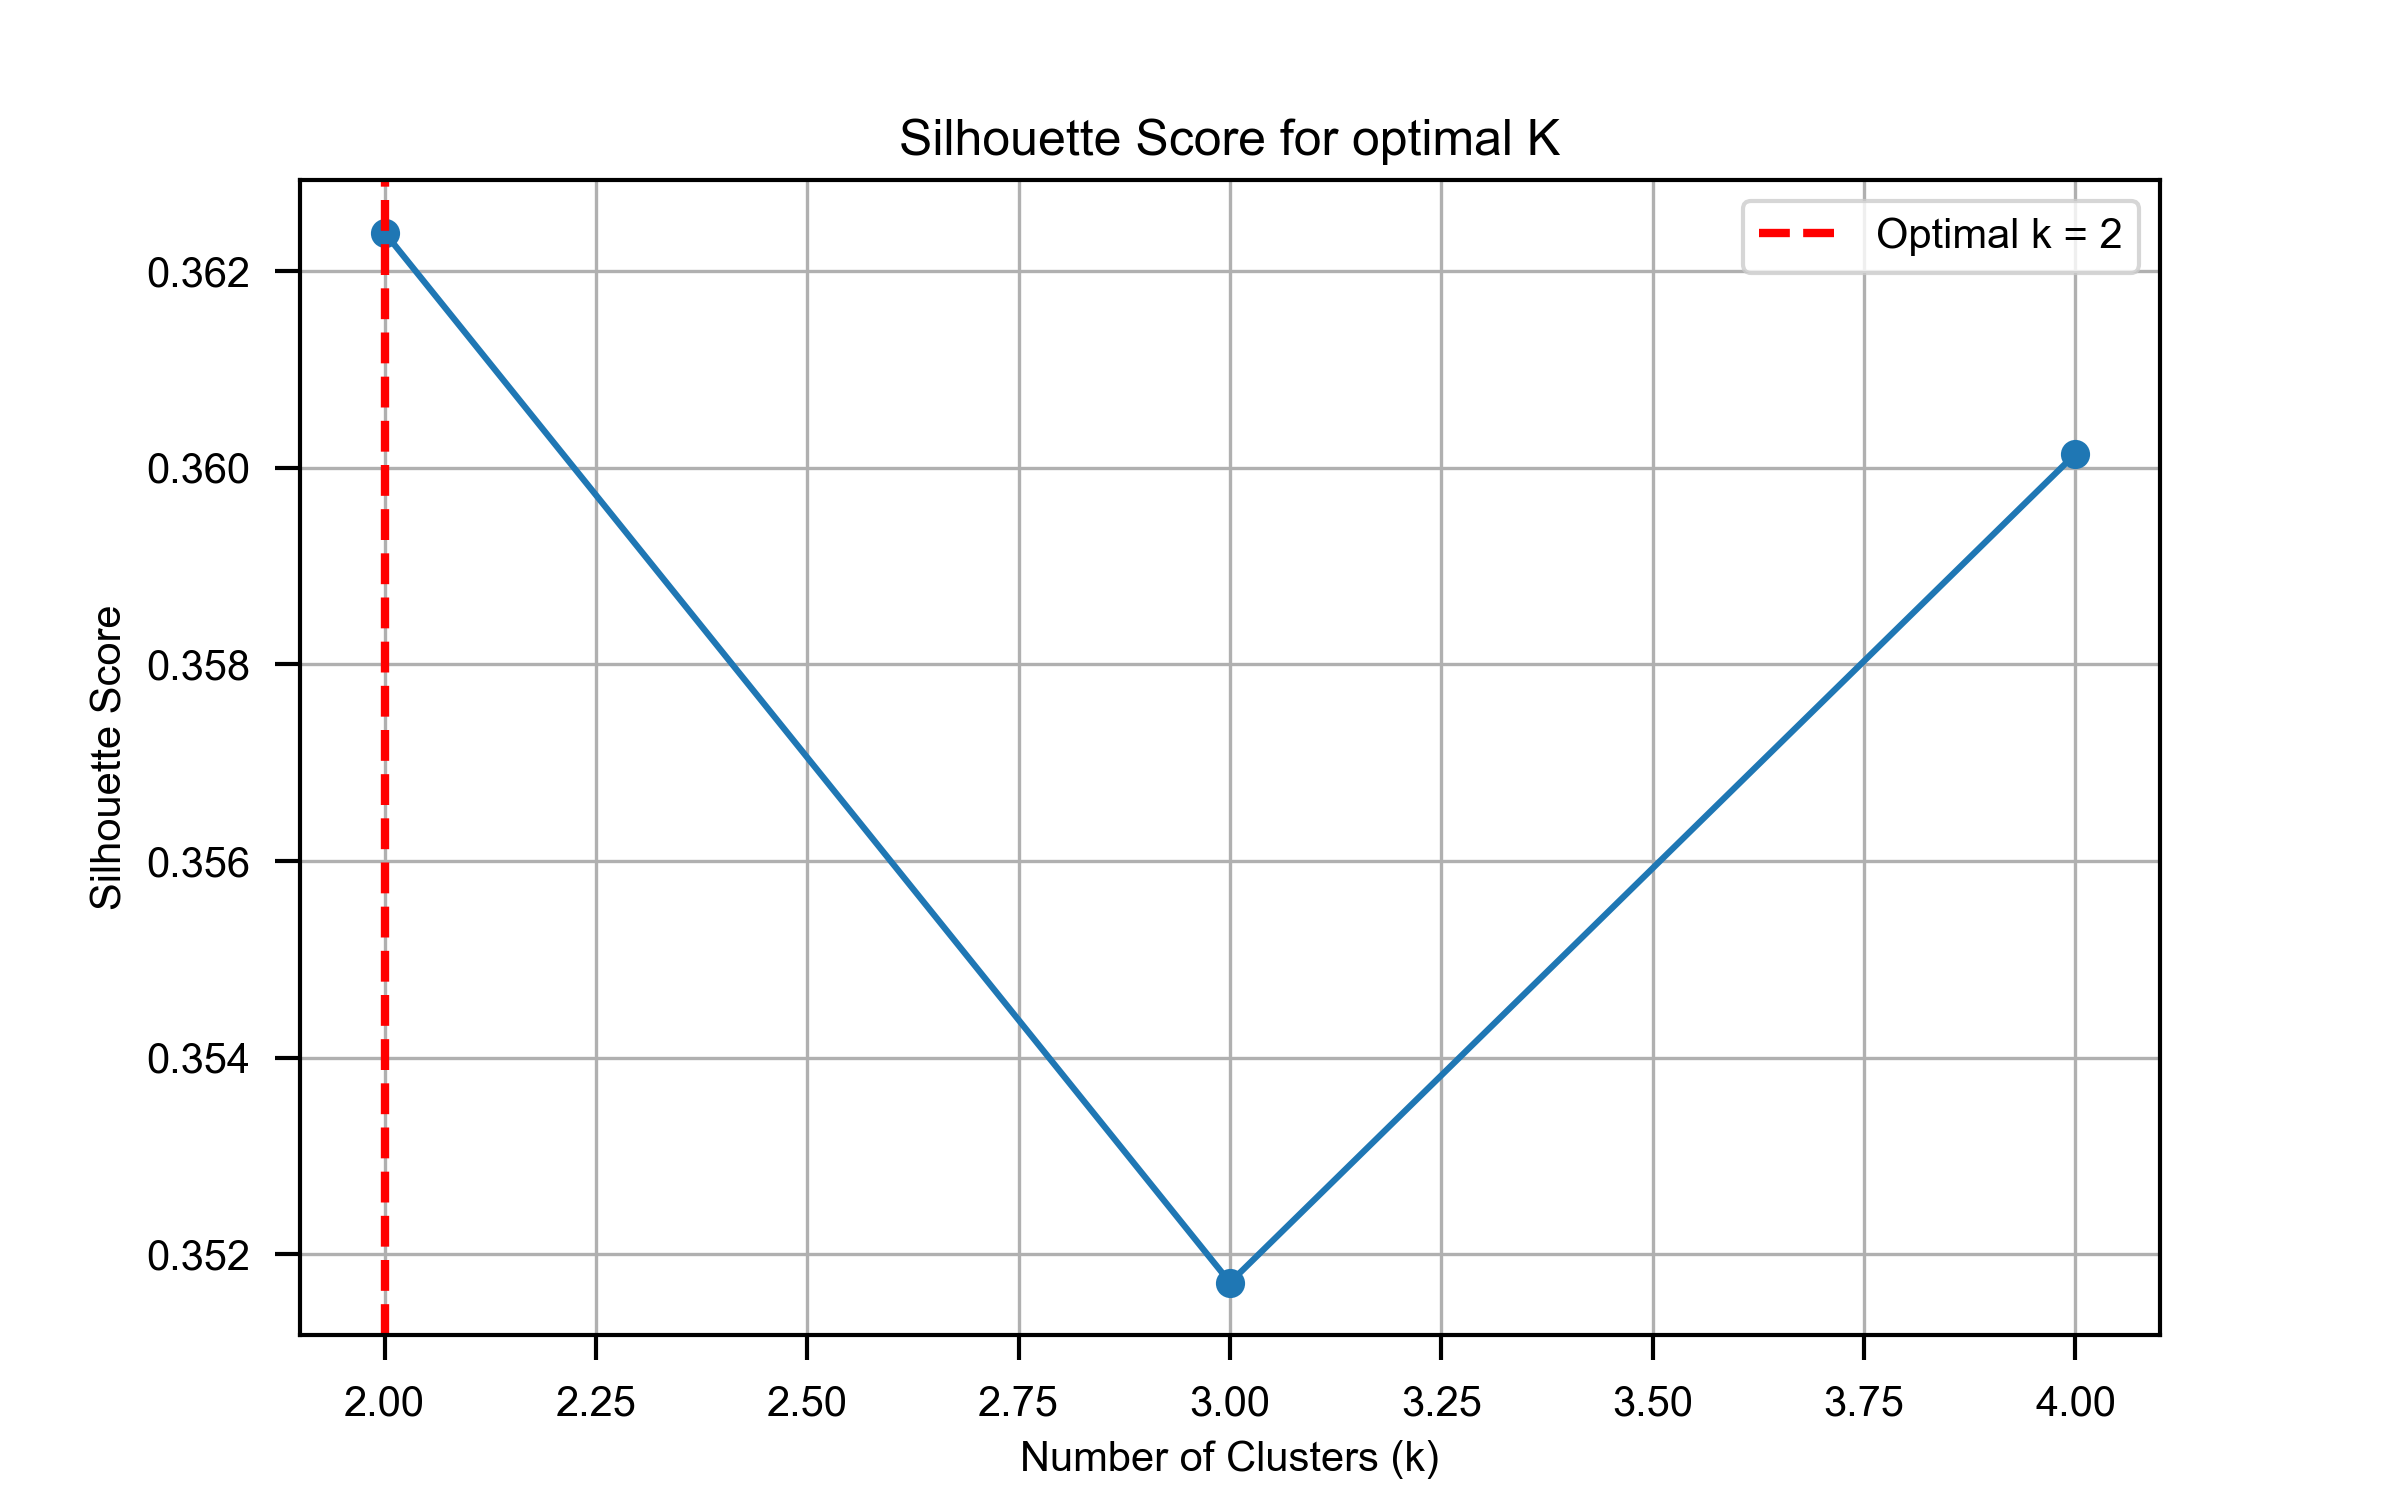 Silhouette Score for optimal K
Optimal k = 2
Silhouette Score
0.362
0.360
0.358
0.356
0.354
0.352
2.00 2.25 2.50 2.75 3.00 3.25 3.50 3.75 4.00
Number of Clusters (k)